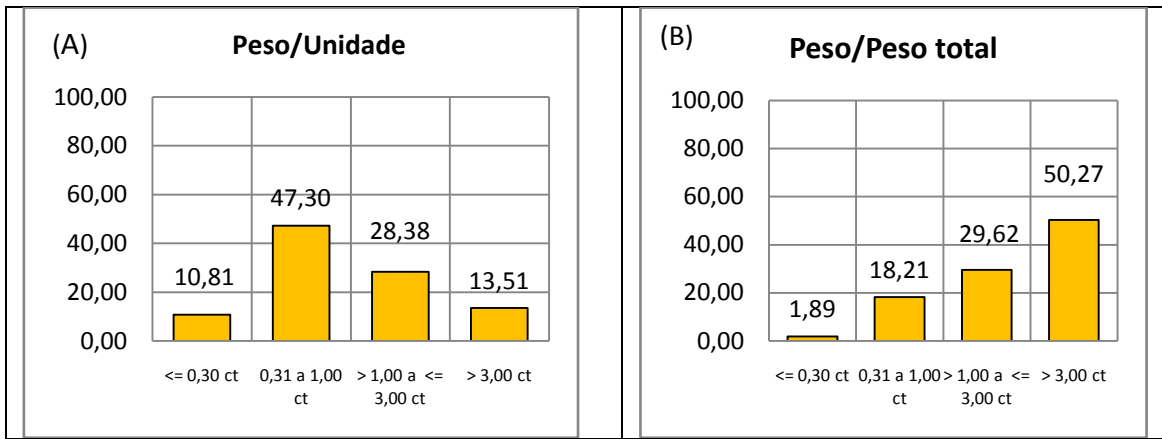 (A)
Peso/Unidade
100,00
80,00
60,00
40,00
20,00
0,00
10,81
47,30
28,38
13,51
<= 0,30 ct
0,31 a 1,00
ct
> 1,00 a <=
3,00 ct
> 3,00 ct
(B)
Peso/Peso total
100,00
80,00
60,00
40,00
20,00
0,00
1,89
18,21
29,62
50,27
<= 0,30 ct
0,31 a 1,00
ct
> 1,00 a <=
3,00 ct
> 3,00 ct